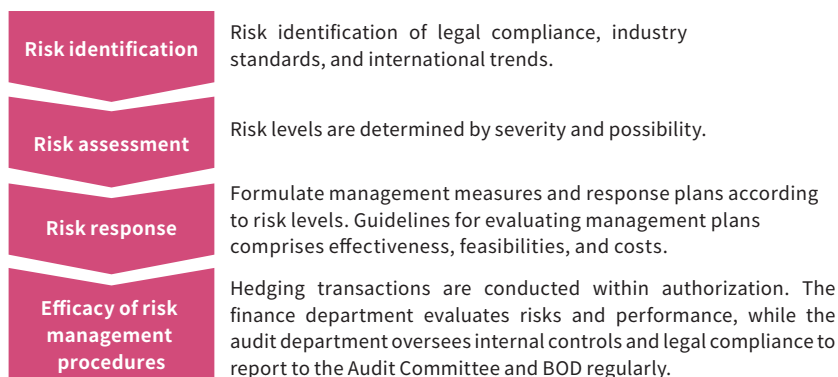 Risk identification
Risk identification of legal compliance, industry
standards, and international trends.
Risk assessment
Risk levels are determined by severity and possibility.
Risk response
Formulate management measures and response plans according
to risk levels. Guidelines for evaluating management plans
comprises effectiveness, feasibilities, and costs.
Efficacy of risk
management
procedures
Hedging transactions are conducted within authorization. The
finance department evaluates risks and performance, while the
audit department oversees internal controls and legal compliance to
report to the Audit Committee and BOD regularly.